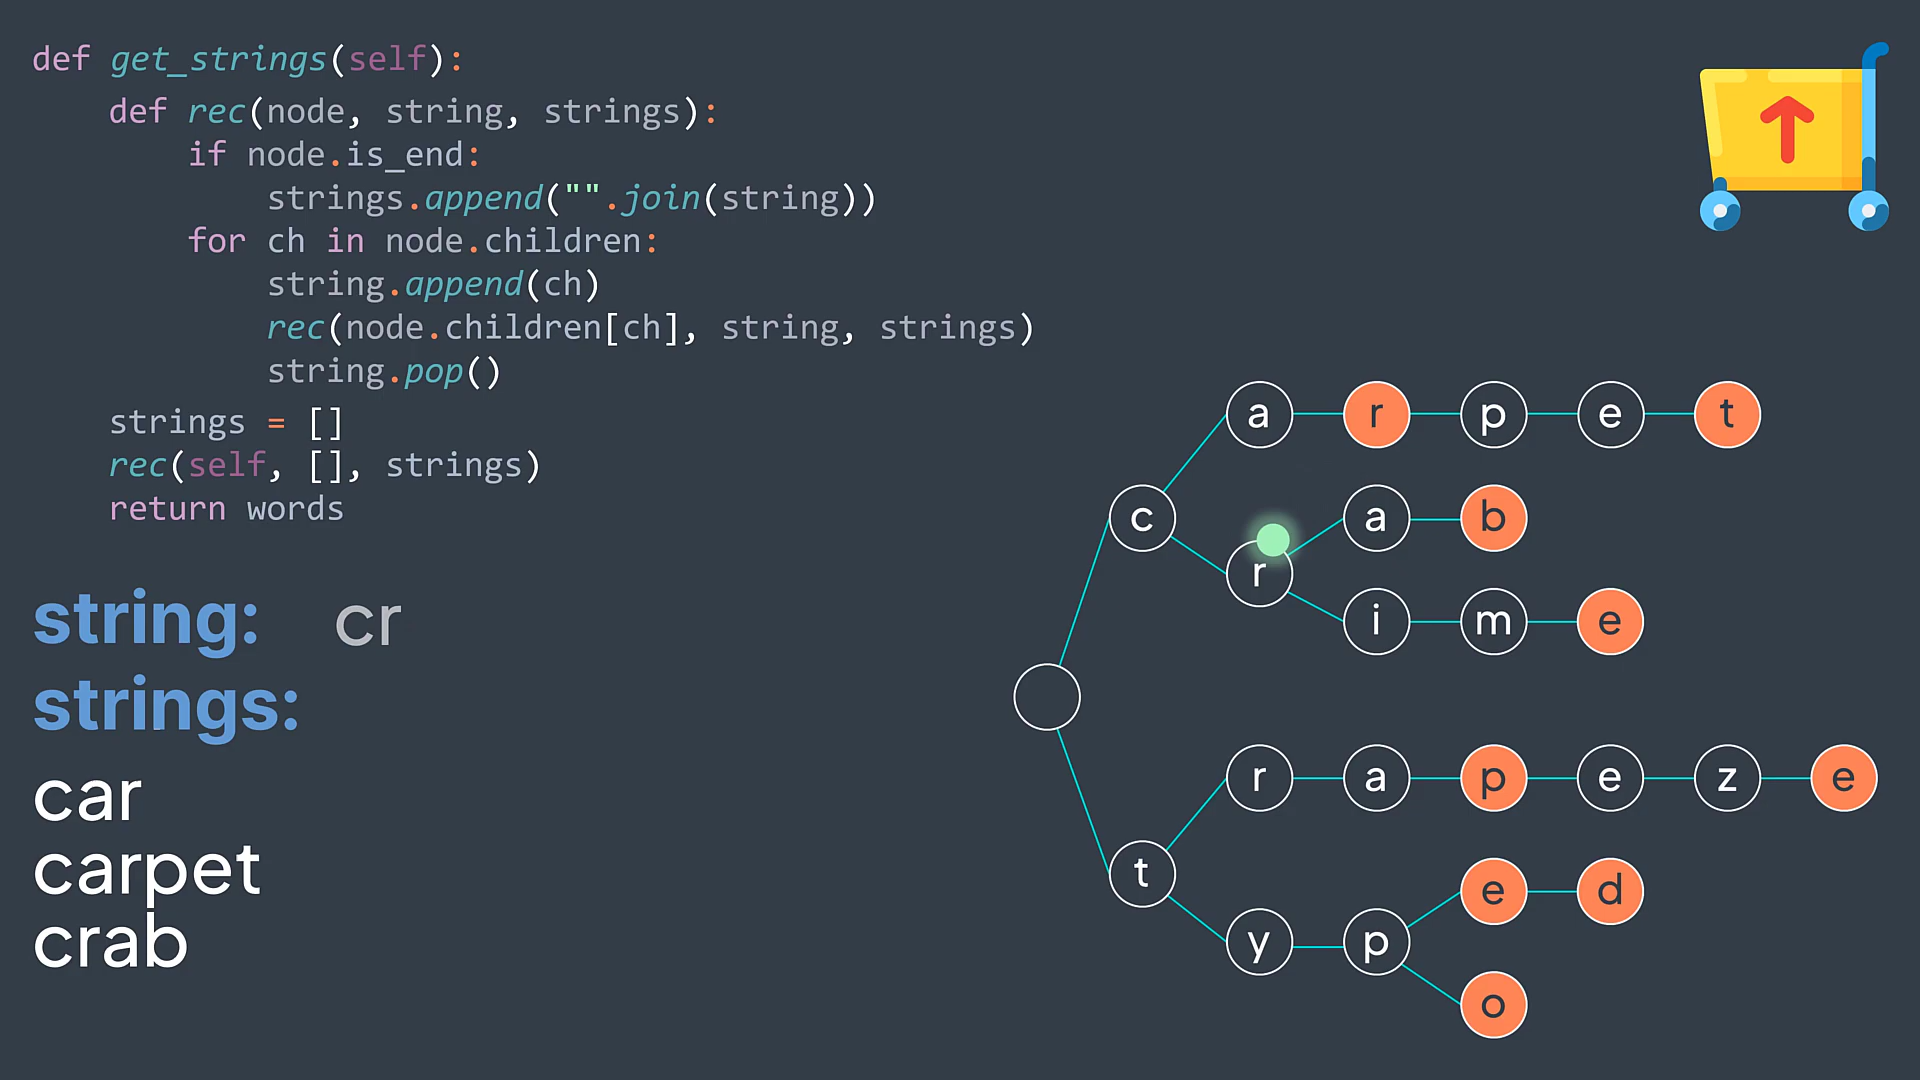 def get_strings(self):
def rec(node, string, strings):
if node.is_end:
strings.append("".join(string))
for ch in node.children:
string.append(ch)
rec(node.children[ch], string, strings)
string.pop()
strings = []
rec(self, [], strings)
return words
string: cr
strings:
car
carpet
crab
a r p e t
c a b
r
i m e
r a p e z e
t
e d
y p
o